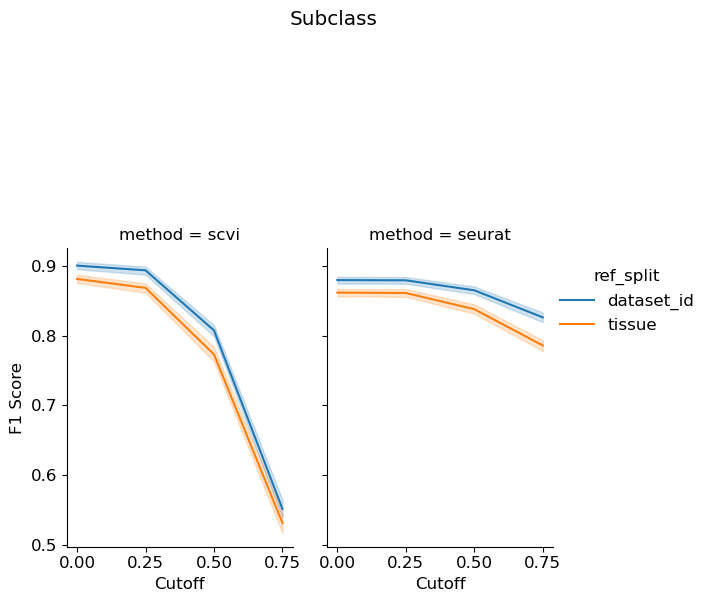 Subclass
method = scvi
method = seurat
F1 Score
0.9
0.8
0.7
0.6
0.5
0.00 0.25 0.50 0.75
Cutoff
0.00 0.25 0.50 0.75
Cutoff
ref_split
dataset_id
tissue